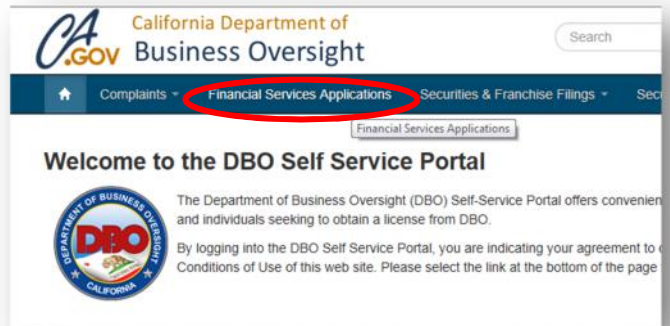 CA
.GOV
California Department of
Business Oversight
Search
Complaints
Financial Services Applications
Securities & Franchise Filings
Financial Services Applications
Welcome to the DBO Self Service Portal
DEPARTMENT OF BUSINESS OVERSIGHT
DBO
CALIFORNIA
The Department of Business Oversight (DBO) Self-Service Portal offers
and individuals seeking to obtain a license from DBO.
By logging into the DBO Self Service Portal, you are indicating your agreement to
Conditions of Use of this web site. Please select the link at the bottom of the page